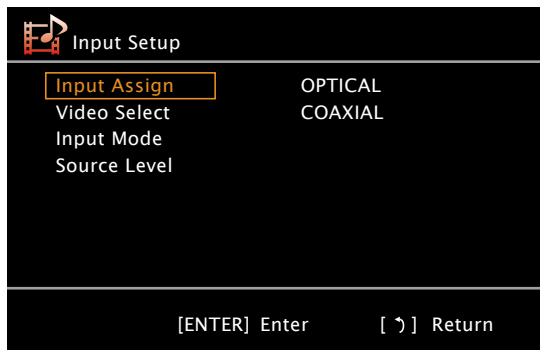 Input Setup
Input Assign OPTICAL
Video Select COAXIAL
Input Mode
Source Level
[ENTER] Enter [⮌] Return